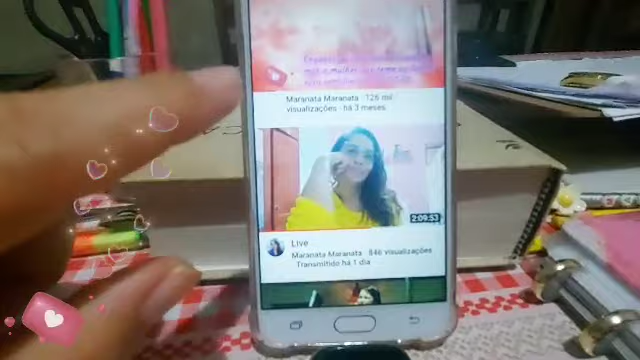 Maranata Maranata · 126 mil
visualizações · há 3 meses
2:09:53
Live
Maranata Maranata · 846 visualizações
Transmitido há 1 dia